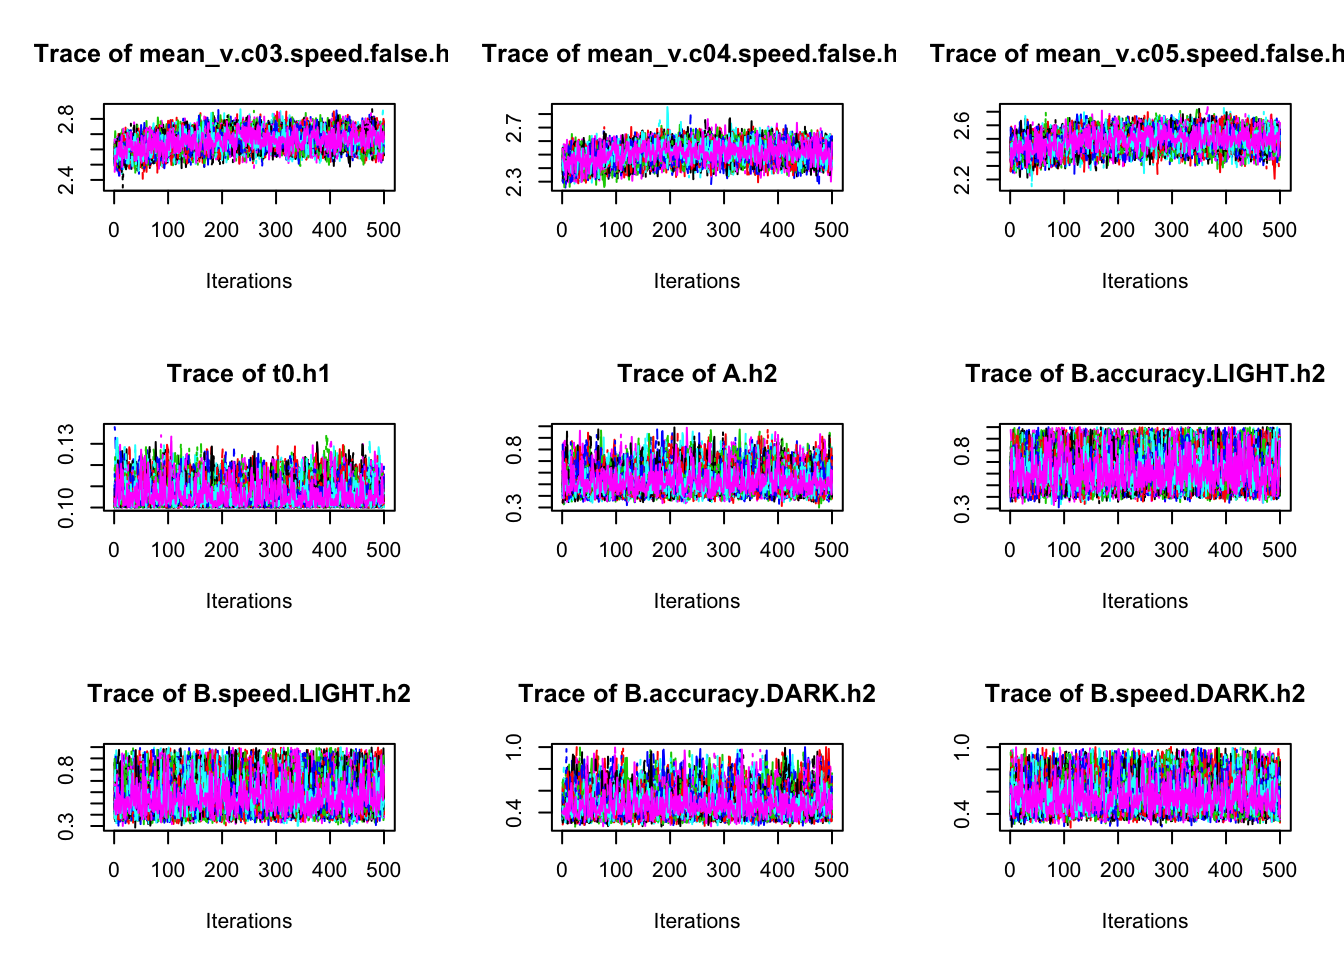 Trace of mean_v.c03.speed.false.h
2.4 2.8
0 100 200 300 400 500
Iterations
Trace of mean_v.c04.speed.false.h
2.3 2.7
0 100 200 300 400 500
Iterations
Trace of mean_v.c05.speed.false.h
2.2 2.6
0 100 200 300 400 500
Iterations
Trace of t0.h1
0.10 0.13
0 100 200 300 400 500
Iterations
Trace of A.h2
0.3 0.8
0 100 200 300 400 500
Iterations
Trace of B.accuracy.LIGHT.h2
0.3 0.8
0 100 200 300 400 500
Iterations
Trace of B.speed.LIGHT.h2
0.3 0.8
0 100 200 300 400 500
Iterations
Trace of B.accuracy.DARK.h2
0.4 1.0
0 100 200 300 400 500
Iterations
Trace of B.speed.DARK.h2
0.4 1.0
0 100 200 300 400 500
Iterations